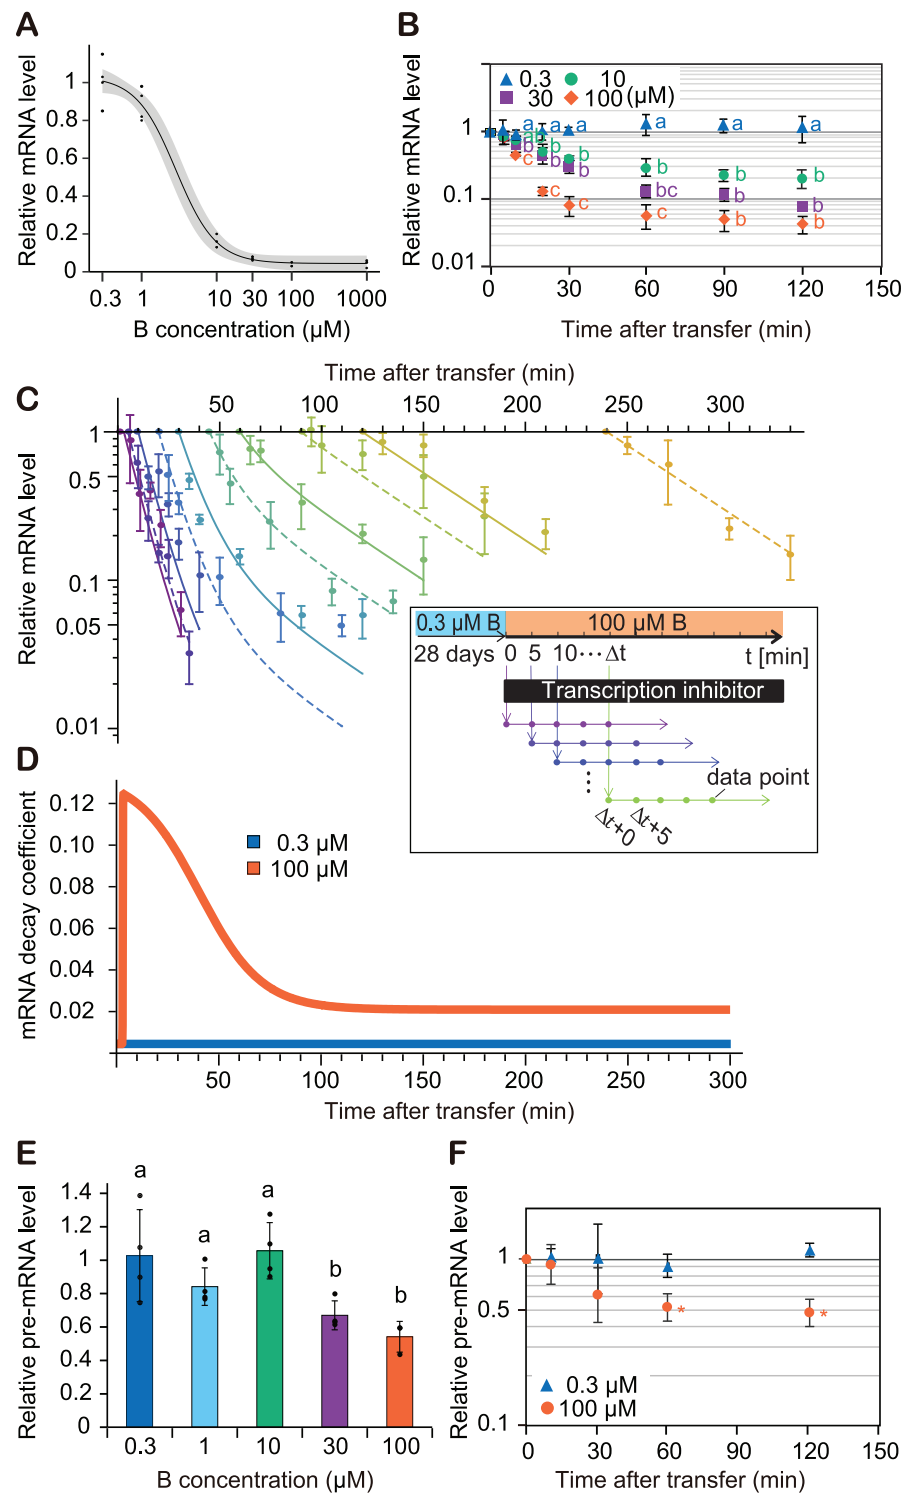 A
Relative mRNA level
1
0.8
0.6
0.4
0.2
0
0.3 1 10 30 100 1000
B concentration (µM)
B
Relative mRNA level
0.3 10
30 100 (µM)
1
0.1
0.01
a a a a a a
ab b b b b b
b b b bc b b
c c c c b b
0 30 60 90 120 150
Time after transfer (min)
C
Time after transfer (min)
50 100 150 200 250 300
Relative mRNA level
1
0.5
0.1
0.05
0.01
0.3 µM B 100 µM B
28 days 0 5 10 ··· Δt t [min]
Transcription inhibitor
data point
Δt+0 Δt+5
D
mRNA decay coefficient
0.12
0.10
0.08
0.06
0.04
0.02
0.3 µM
100 µM
50 100 150 200 250 300
Time after transfer (min)
E
Relative pre-mRNA level
1.4
1.2
1
0.8
0.6
0.4
0.2
0
a a a b b
0.3 1 10 30 100
B concentration (µM)
F
Relative pre-mRNA level
1
0.5
0.1
* *
0.3 µM
100 µM
0 30 60 90 120 150
Time after transfer (min)